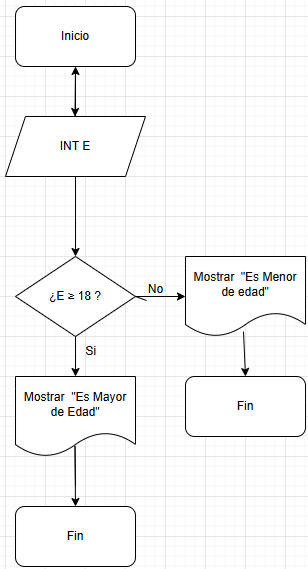 Inicio
INT E
¿E ≥ 18 ?
No
Mostrar "Es Menor
de edad"
Si
Mostrar "Es Mayor
de Edad"
Fin
Fin